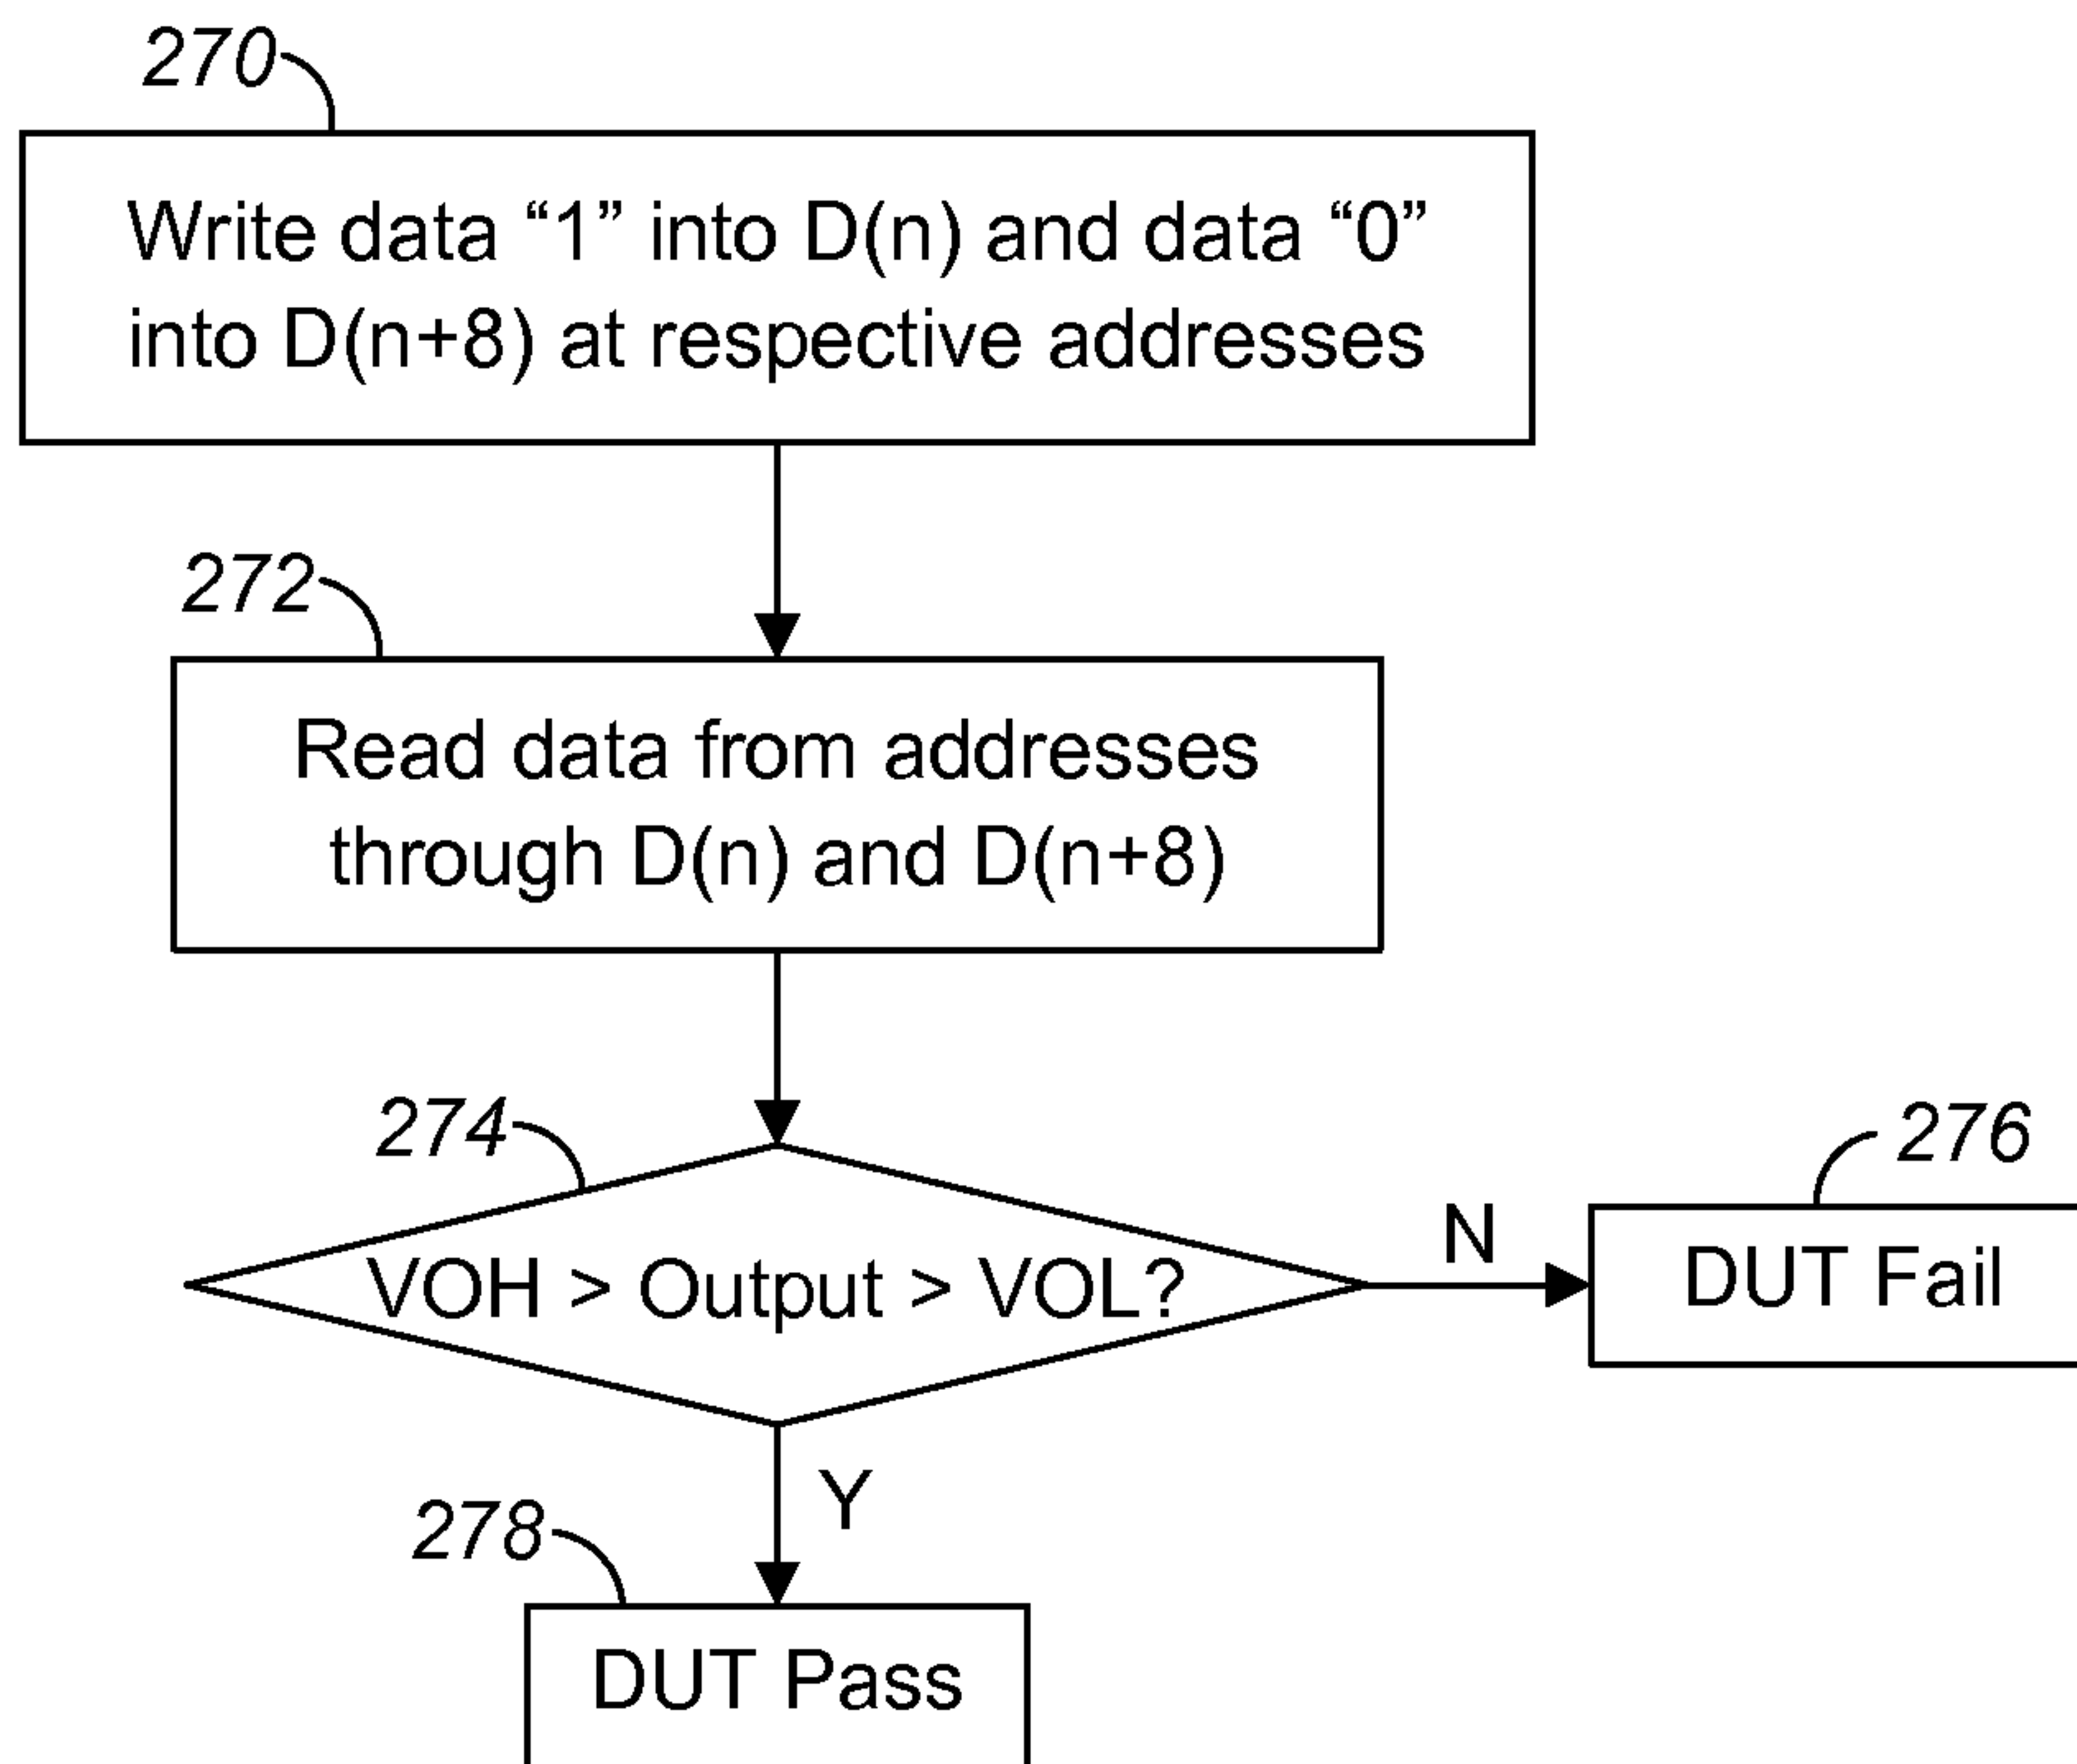 270
Write data “1” into D(n) and data “0”
into D(n+8) at respective addresses
272
Read data from addresses
through D(n) and D(n+8)
274
VOH > Output > VOL?
N
276
DUT Fail
Y
278
DUT Pass